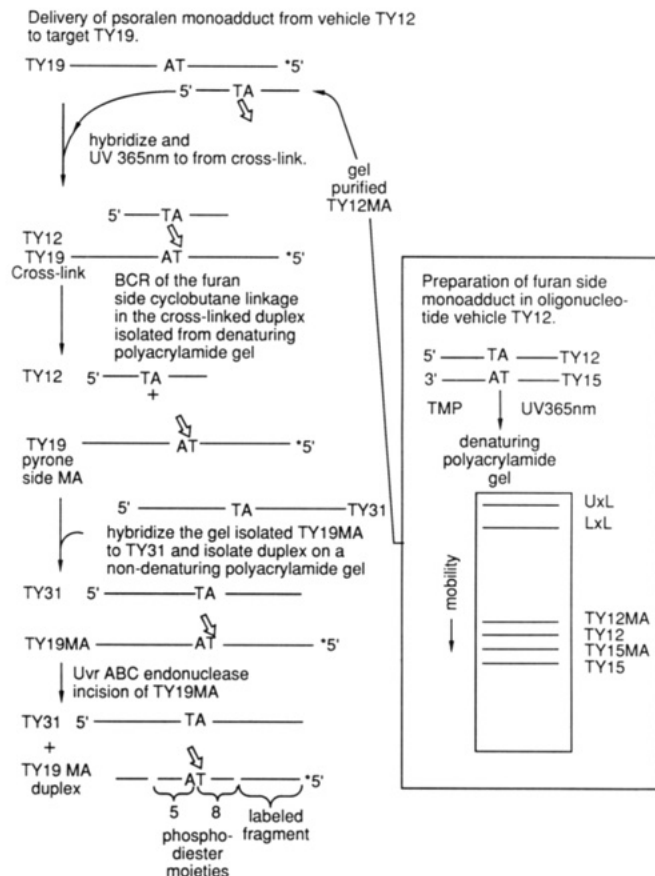 Delivery of psoralen monoadduct from vehicle TY12
to target TY19.
TY19 AT *5'
5' TA
hybridize and
UV 365nm to from cross-link.
gel
purified
TY12MA
5' TA
TY12
TY19 AT *5'
Cross-link
BCR of the furan
side cyclobutane linkage
in the cross-linked duplex
isolated from denaturing
polyacrylamide gel
TY12 5' TA
+
TY19 AT *5'
pyrone
side MA
5' TA TY31
hybridize the gel isolated TY19MA
to TY31 and isolate duplex on a
non-denaturing polyacrylamide gel
TY31 5' TA
TY19MA AT *5'
Uvr ABC endonuclease
incision of TY19MA
TY31 5' TA
+
TY19 MA AT *5'
duplex
5 8 labeled
fragment
phospho-
diester
moieties
Preparation of furan side
monoadduct in oligonucleo-
tide vehicle TY12.
5' TA TY12
3' AT TY15
TMP UV365nm
denaturing
polyacrylamide
gel
UxL
LxL
mobility
TY12MA
TY12
TY15MA
TY15